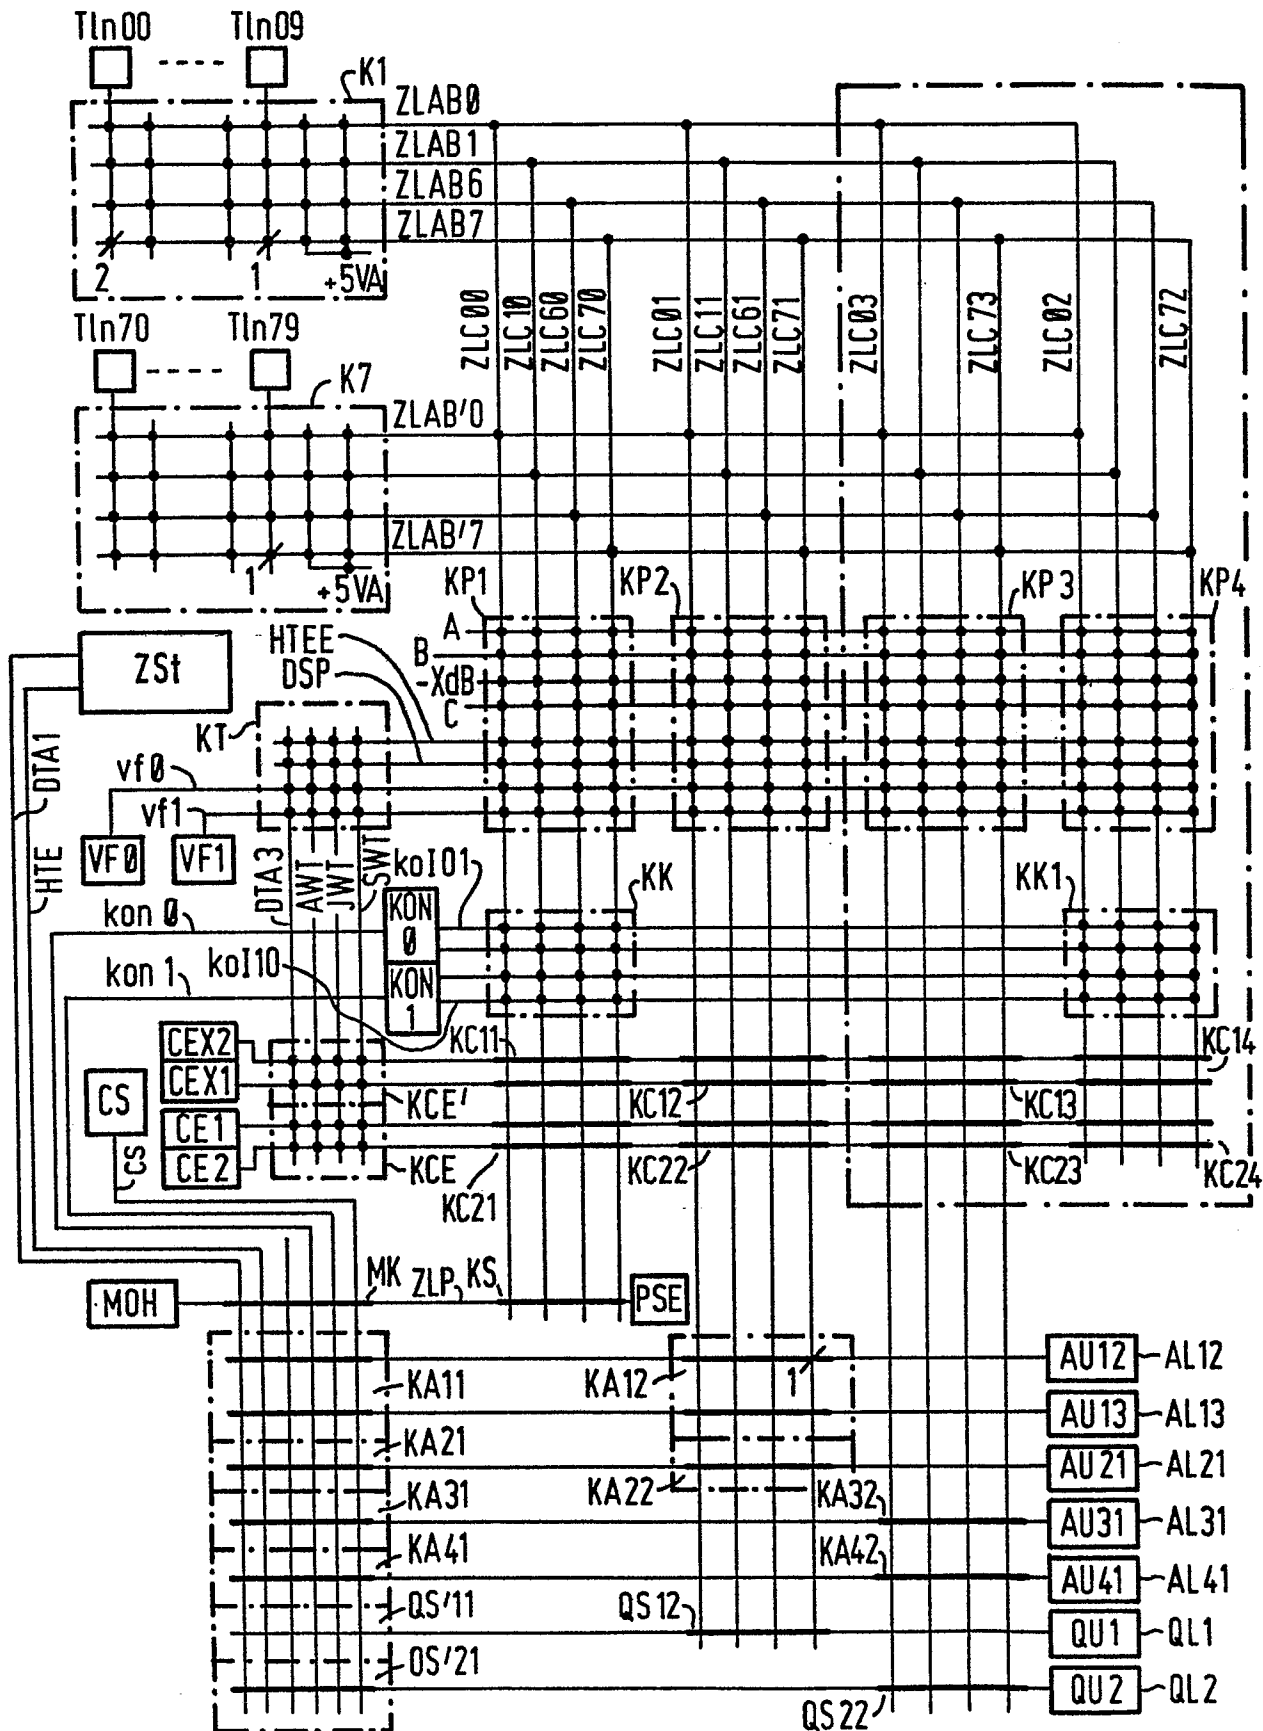 Tln00 Tln09
K1
ZLAB0
ZLAB1
ZLAB6
ZLAB7
2 1 +5VA
ZLC00
ZLC10
ZLC60
ZLC70
ZLC01
ZLC11
ZLC61
ZLC71
ZLC03
ZLC73
ZLC02
ZLC72
Tln70 Tln79
K7
ZLAB'0
ZLAB'7
1 +5VA
KP1 KP2 KP3 KP4
A
B
-XdB
C
HTEE
DSP
ZSt
KT
DTA1
HTE
vf0
vf1
VF0 VF1
DTA3
AWT
JWT
SWT
koI01
KK KK1
kon 0
KON
0
kon 1
koI10
KON
1
CEX2
CEX1
KC11 KC14
KCE'
KC12 KC13
CS
CS
CE1
CE2
KCE
KC21
KC22 KC23 KC24
MOH
MK ZLP KS
PSE
KA11 KA12 1 AU12 AL12
AU13 AL13
KA21
KA22 AU21 AL21
KA31 KA32
AU31 AL31
KA41 KA42
AU41 AL41
QS'11 QS12
QU1 QL1
OS'21
QS22 QU2 QL2